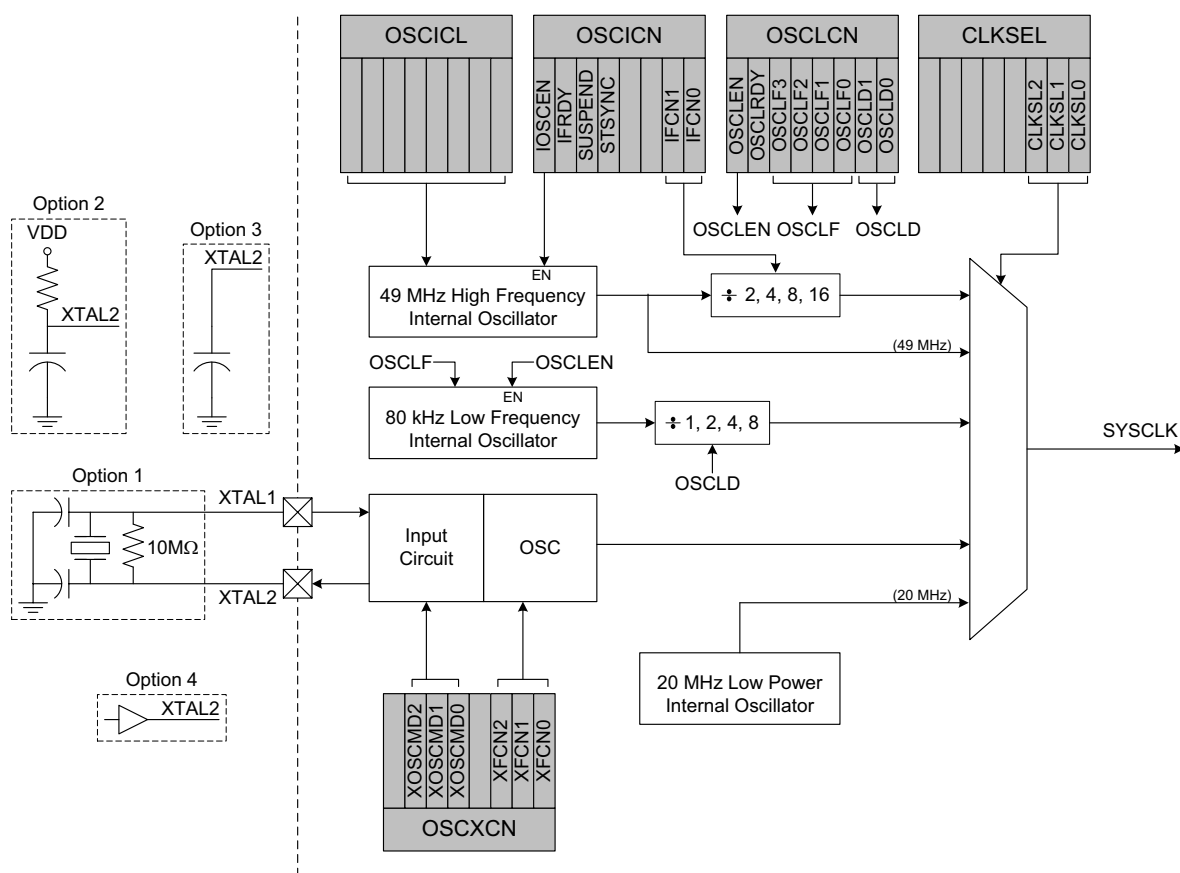 OSCICL
OSCICN
OSCLCN
CLKSEL
IOSCEN
IFRDY
SUSPEND
STSYNC
IFCN1
IFCN0
OSCLEN
OSCLRDY
OSCLF3
OSCLF2
OSCLF1
OSCLF0
OSCLD1
OSCLD0
CLKSL2
CLKSL1
CLKSL0
Option 2
VDD
XTAL2
Option 3
XTAL2
OSCLEN
OSCLF
OSCLD
EN
49 MHz High Frequency
Internal Oscillator
÷ 2, 4, 8, 16
(49 MHz)
OSCLF
OSCLEN
EN
80 kHz Low Frequency
Internal Oscillator
÷ 1, 2, 4, 8
OSCLD
SYSCLK
Option 1
XTAL1
10MΩ
XTAL2
Input
Circuit
OSC
(20 MHz)
20 MHz Low Power
Internal Oscillator
Option 4
XTAL2
XOSCMD2
XOSCMD1
XOSCMD0
XFCN2
XFCN1
XFCN0
OSCXCN